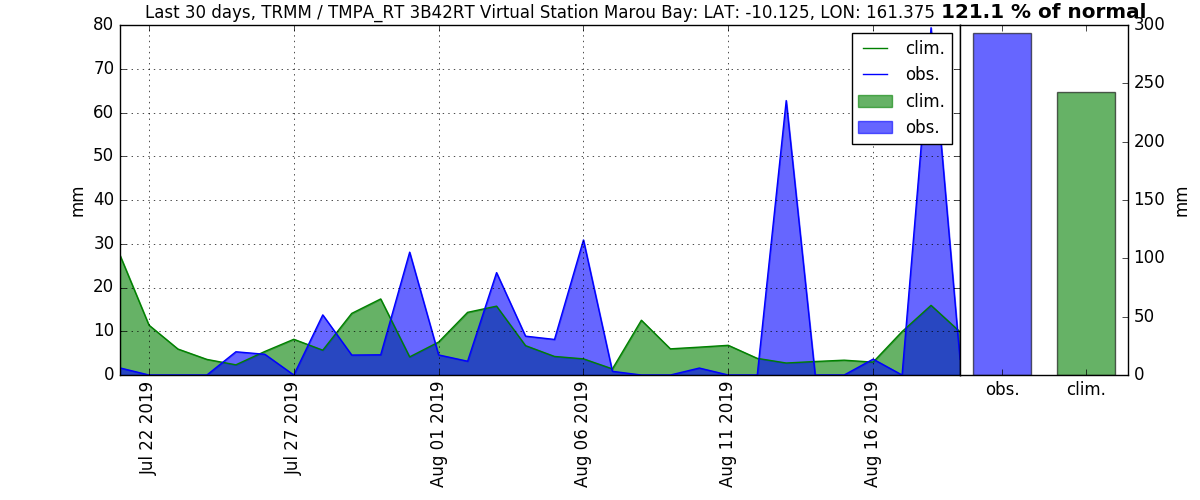 Last 30 days, TRMM / TMPA_RT 3B42RT Virtual Station Marou Bay: LAT: -10.125, LON: 161.375 121.1 % of normal
80
70
60
50
40
30
20
10
0
mm
clim.
obs.
clim.
obs.
300
250
200
150
100
50
0
mm
Jul 22 2019
Jul 27 2019
Aug 01 2019
Aug 06 2019
Aug 11 2019
Aug 16 2019
obs. clim.